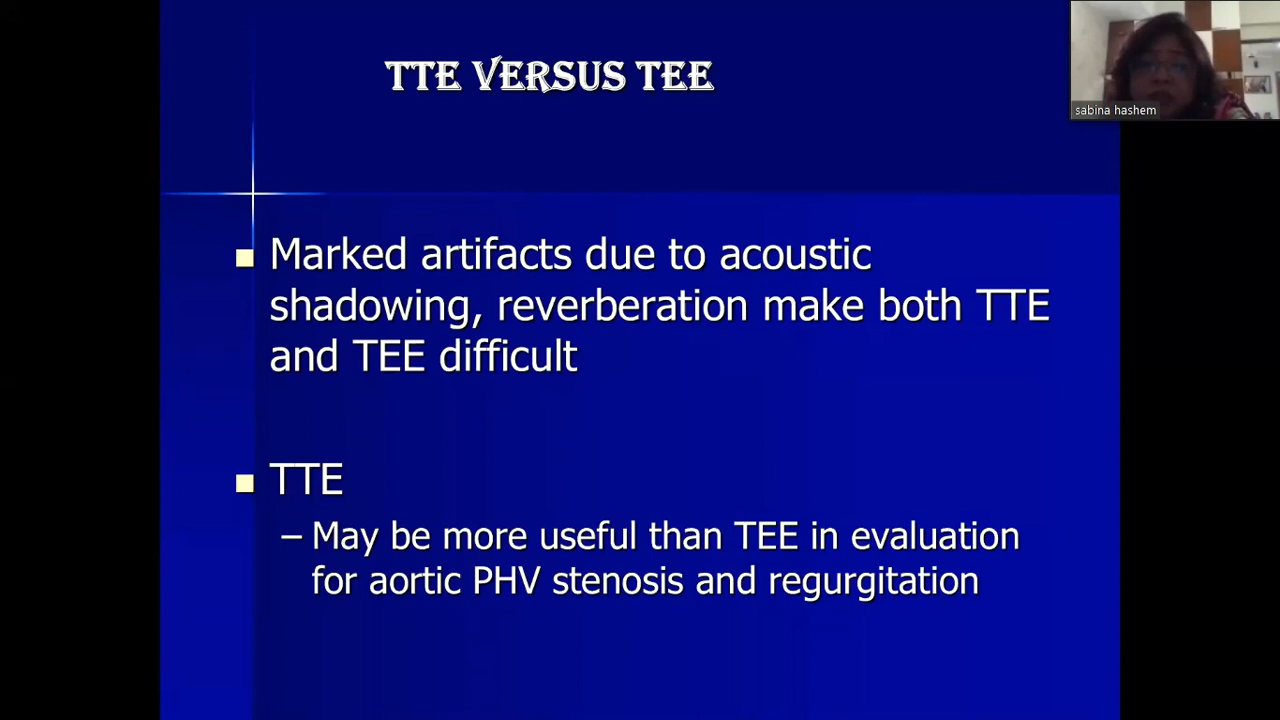 TTE VERSUS TEE
sabina hashem
Marked artifacts due to acoustic
shadowing, reverberation make both TTE
and TEE difficult
TTE
– May be more useful than TEE in evaluation
for aortic PHV stenosis and regurgitation